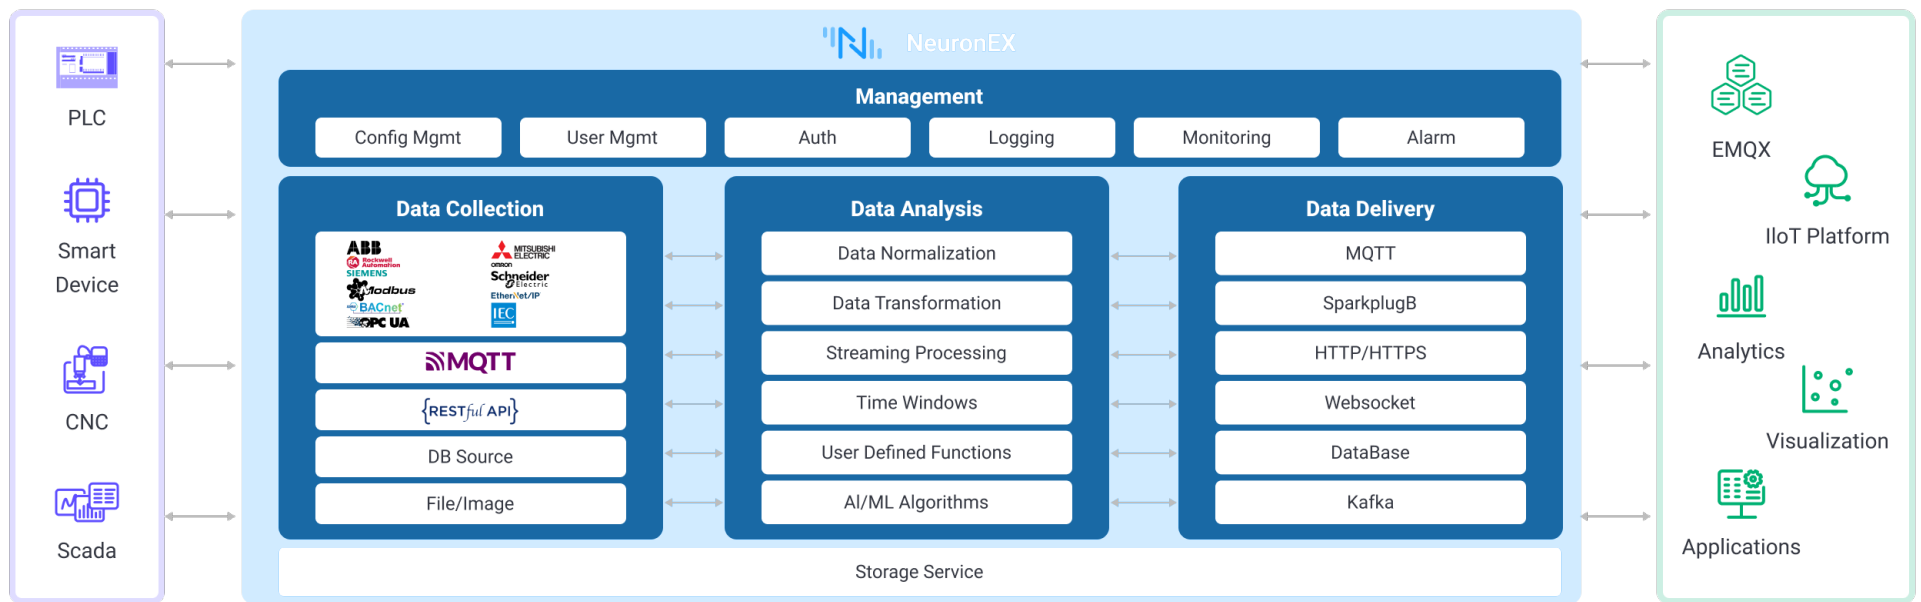 NeuronEX
Management
Config Mgmt
User Mgmt
Auth
Logging
Monitoring
Alarm
PLC
Smart
Device
CNC
Scada
Data Collection
ABB
Rockwell
Automation
SIEMENS
Modbus
BACnet
OPC UA
MITSUBISHI
ELECTRIC
OMRON
Schneider
Electric
EtherNet/IP
IEC
MQTT
{RESTful API}
DB Source
File/Image
Data Analysis
Data Normalization
Data Transformation
Streaming Processing
Time Windows
User Defined Functions
AI/ML Algorithms
Data Delivery
MQTT
SparkplugB
HTTP/HTTPS
Websocket
DataBase
Kafka
Storage Service
EMQX
IIoT Platform
Analytics
Visualization
Applications